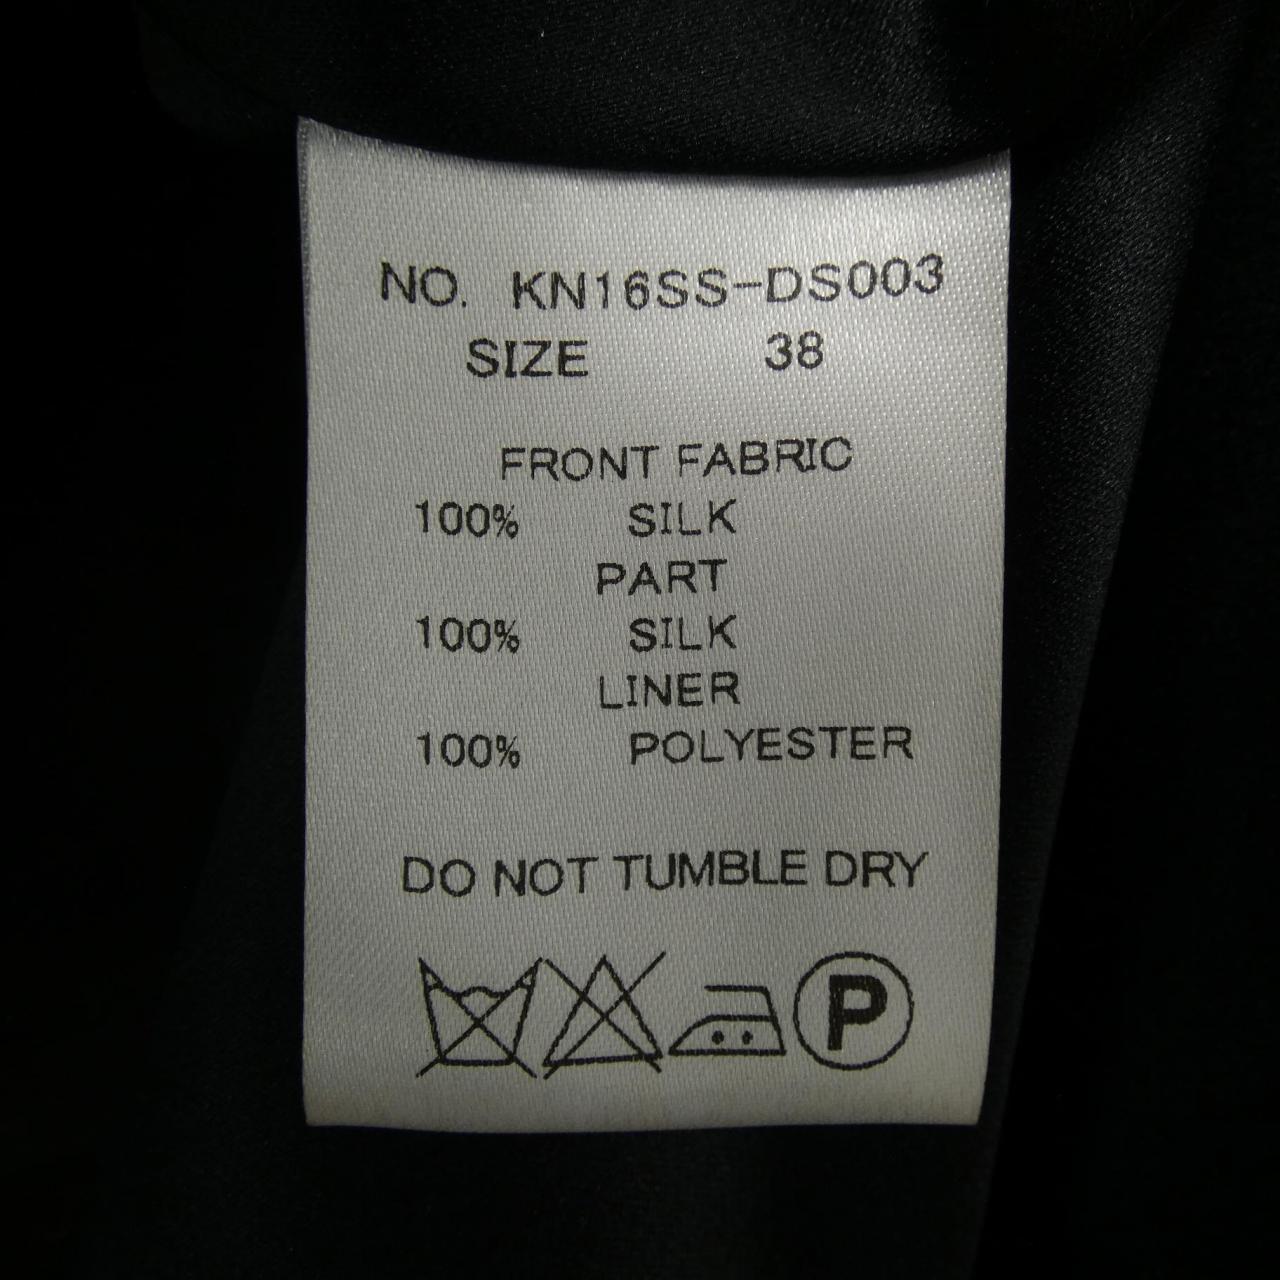 NO. KN16SS-DS003
SIZE 38
FRONT FABRIC
100% SILK
PART
100% SILK
LINER
100% POLYESTER
DO NOT TUMBLE DRY
P